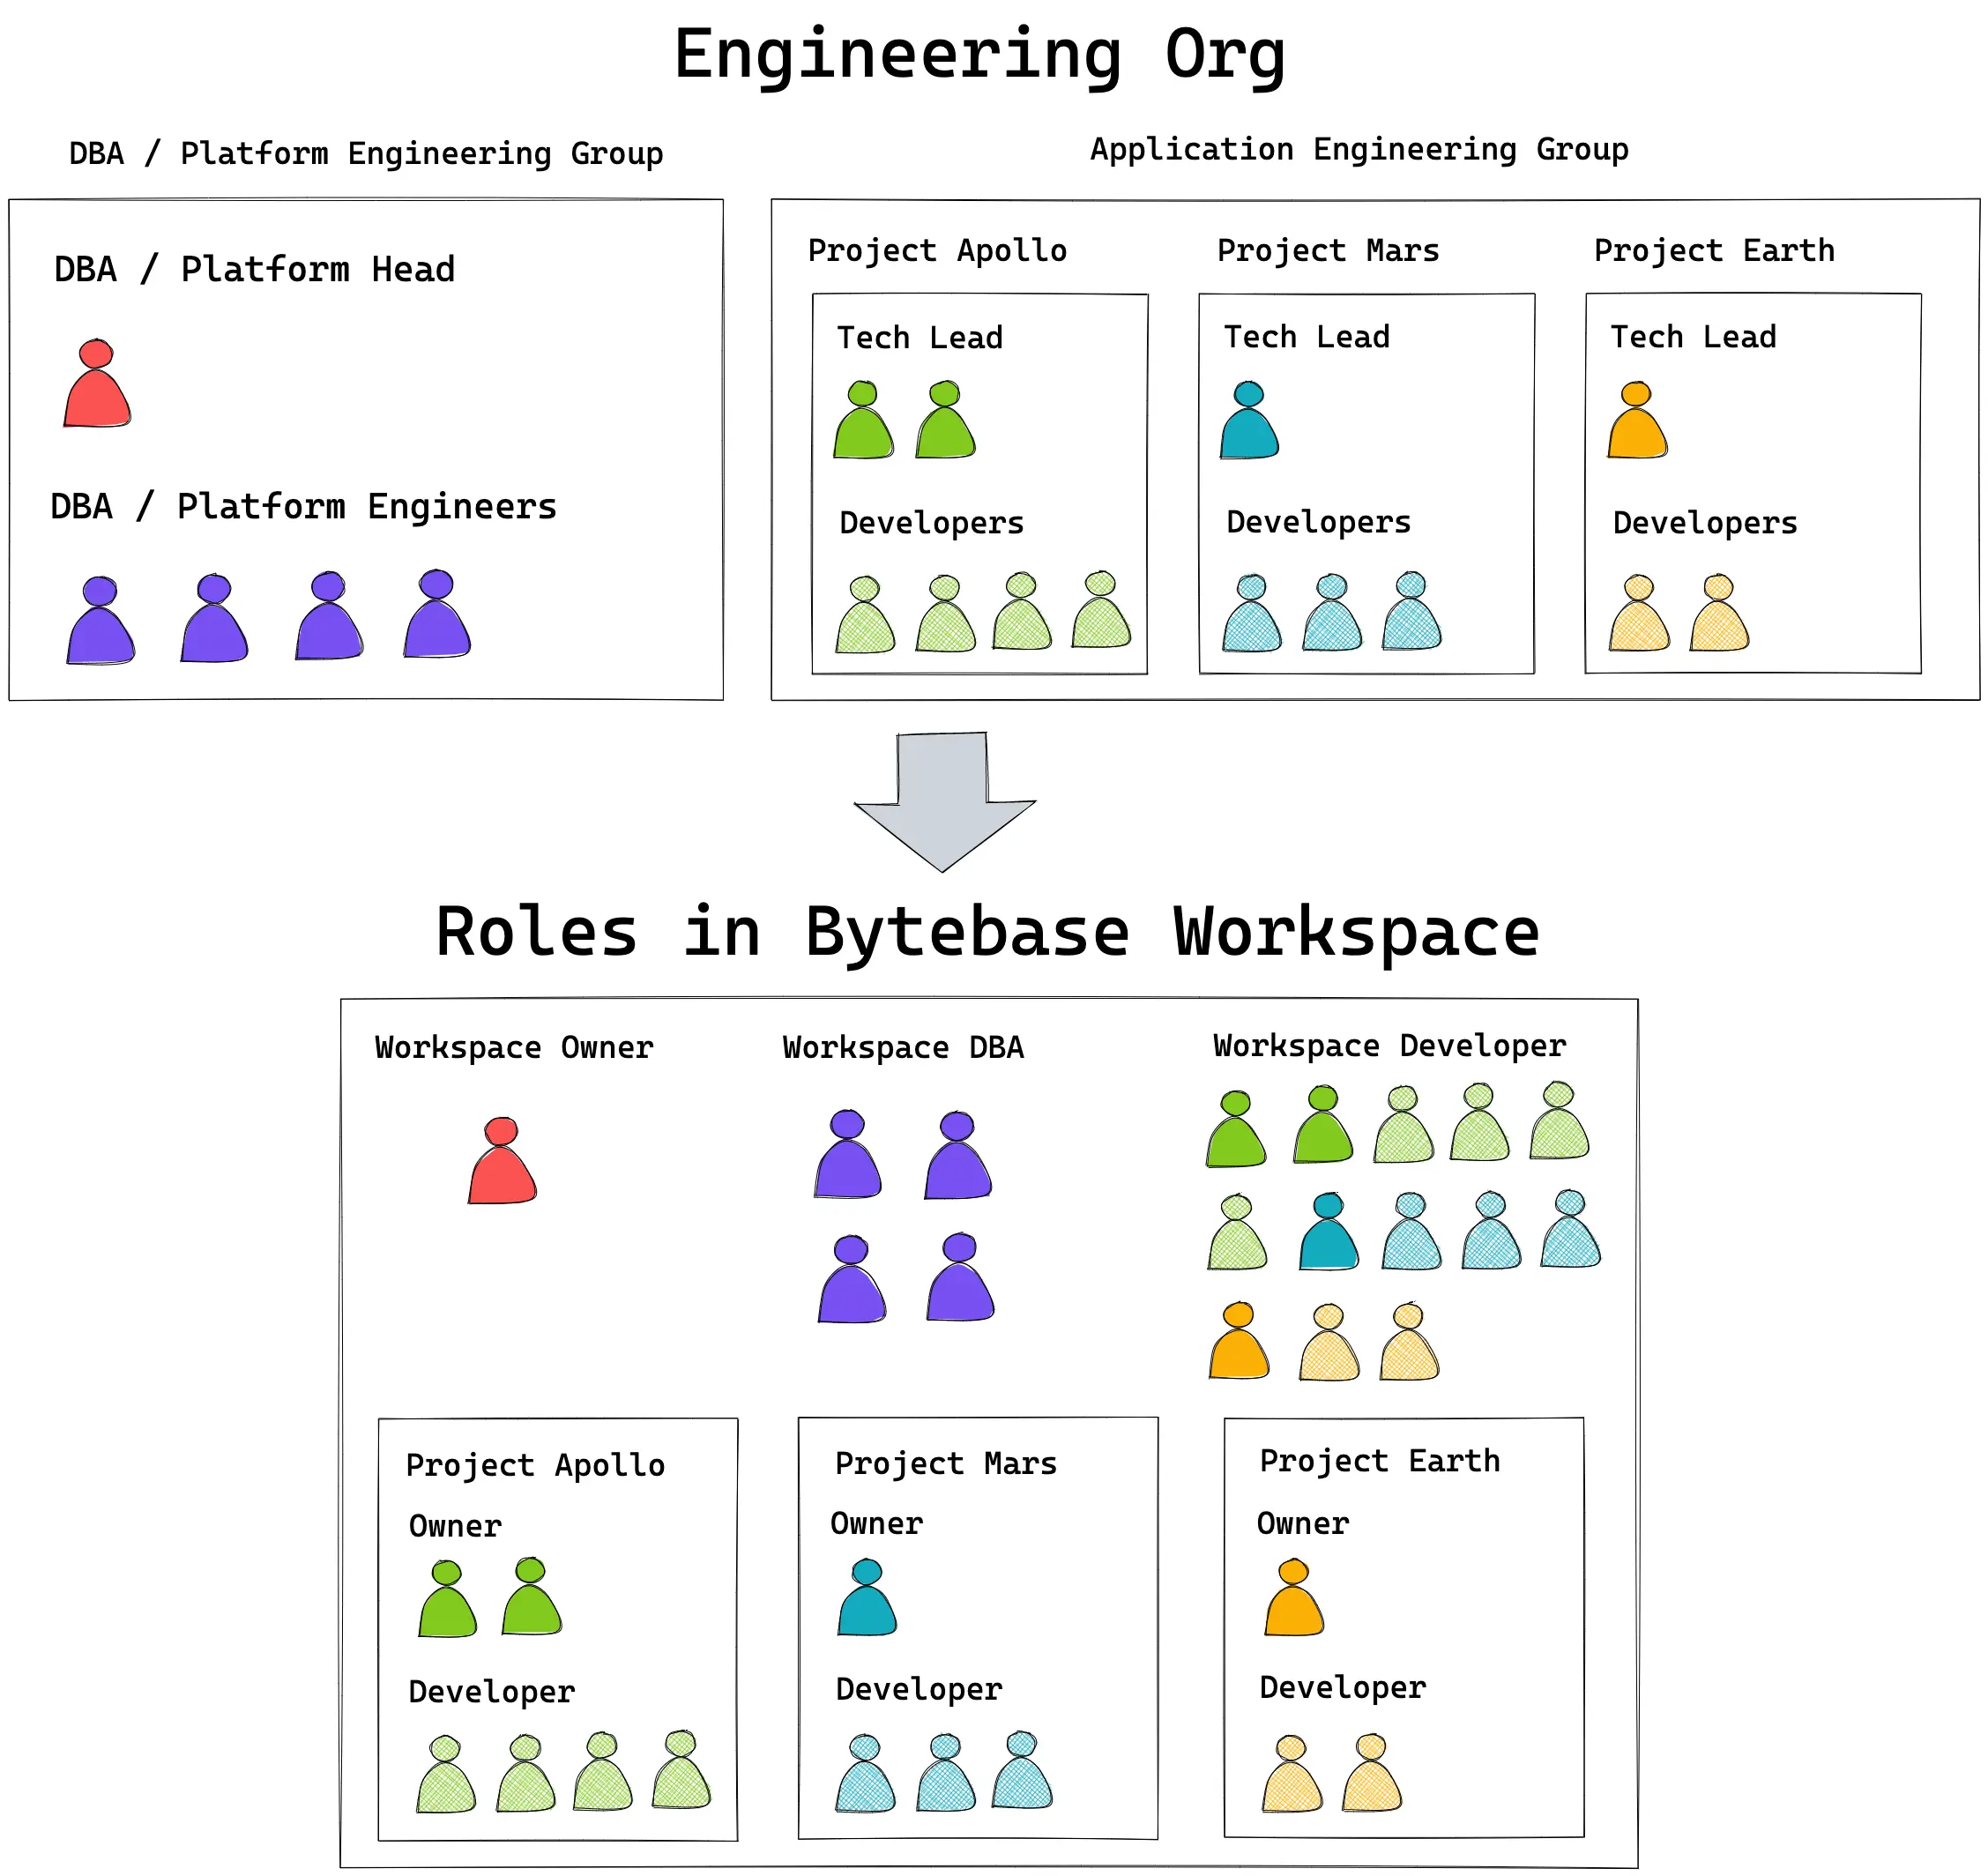 Engineering Org
DBA / Platform Engineering Group
Application Engineering Group
DBA / Platform Head
DBA / Platform Engineers
Project Apollo
Tech Lead
Developers
Project Mars
Tech Lead
Developers
Project Earth
Tech Lead
Developers
Roles in Bytebase Workspace
Workspace Owner
Workspace DBA
Workspace Developer
Project Apollo
Owner
Developer
Project Mars
Owner
Developer
Project Earth
Owner
Developer